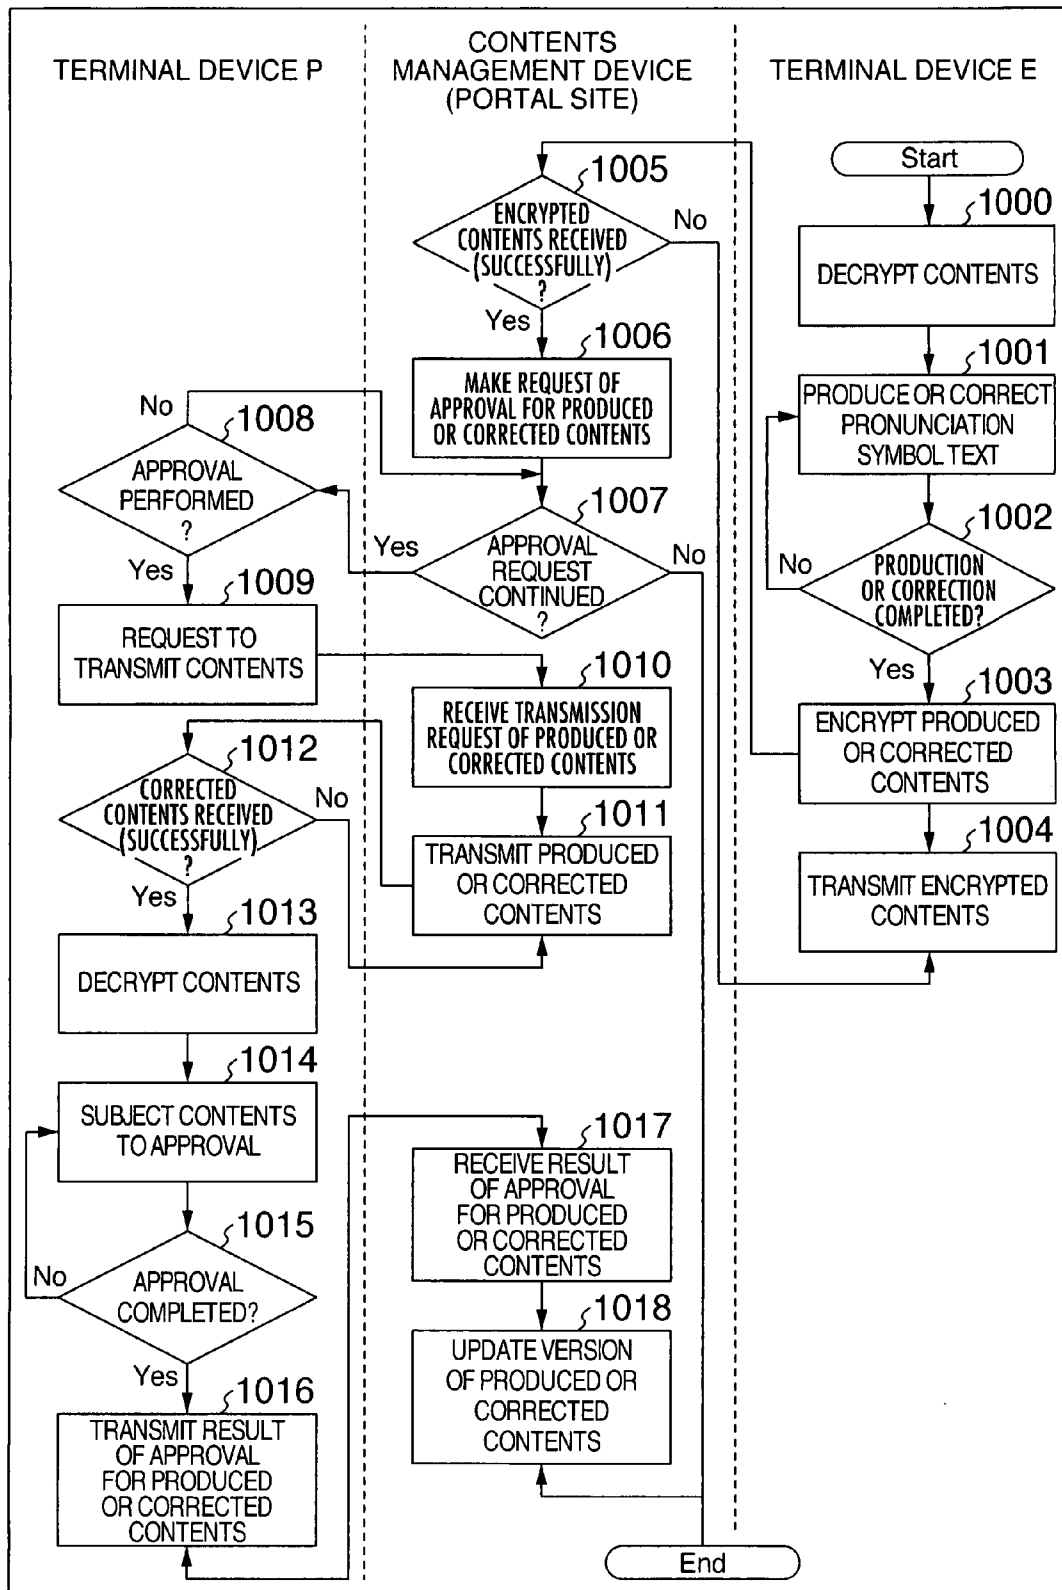 TERMINAL DEVICE P
CONTENTS
MANAGEMENT DEVICE
(PORTAL SITE)
TERMINAL DEVICE E
Start
1000
DECRYPT CONTENTS
1001
PRODUCE OR CORRECT
PRONUNCIATION
SYMBOL TEXT
1002
PRODUCTION
OR CORRECTION
COMPLETED?
No
Yes
1003
ENCRYPT PRODUCED
OR CORRECTED
CONTENTS
1004
TRANSMIT ENCRYPTED
CONTENTS
1005
ENCRYPTED
CONTENTS RECEIVED
(SUCCESSFULLY)
?
No
Yes
1006
MAKE REQUEST OF
APPROVAL FOR PRODUCED
OR CORRECTED CONTENTS
1007
APPROVAL
REQUEST
CONTINUED
?
Yes
No
1008
APPROVAL
PERFORMED
?
No
Yes
1009
REQUEST TO
TRANSMIT CONTENTS
1010
RECEIVE TRANSMISSION
REQUEST OF PRODUCED OR
CORRECTED CONTENTS
1011
TRANSMIT PRODUCED
OR CORRECTED
CONTENTS
1012
CORRECTED
CONTENTS RECEIVED
(SUCCESSFULLY)
?
No
Yes
1013
DECRYPT CONTENTS
1014
SUBJECT CONTENTS
TO APPROVAL
1015
APPROVAL
COMPLETED?
No
Yes
1016
TRANSMIT RESULT
OF APPROVAL
FOR PRODUCED
OR CORRECTED
CONTENTS
1017
RECEIVE RESULT
OF APPROVAL
FOR PRODUCED
OR CORRECTED
CONTENTS
1018
UPDATE VERSION
OF PRODUCED OR
CORRECTED
CONTENTS
End